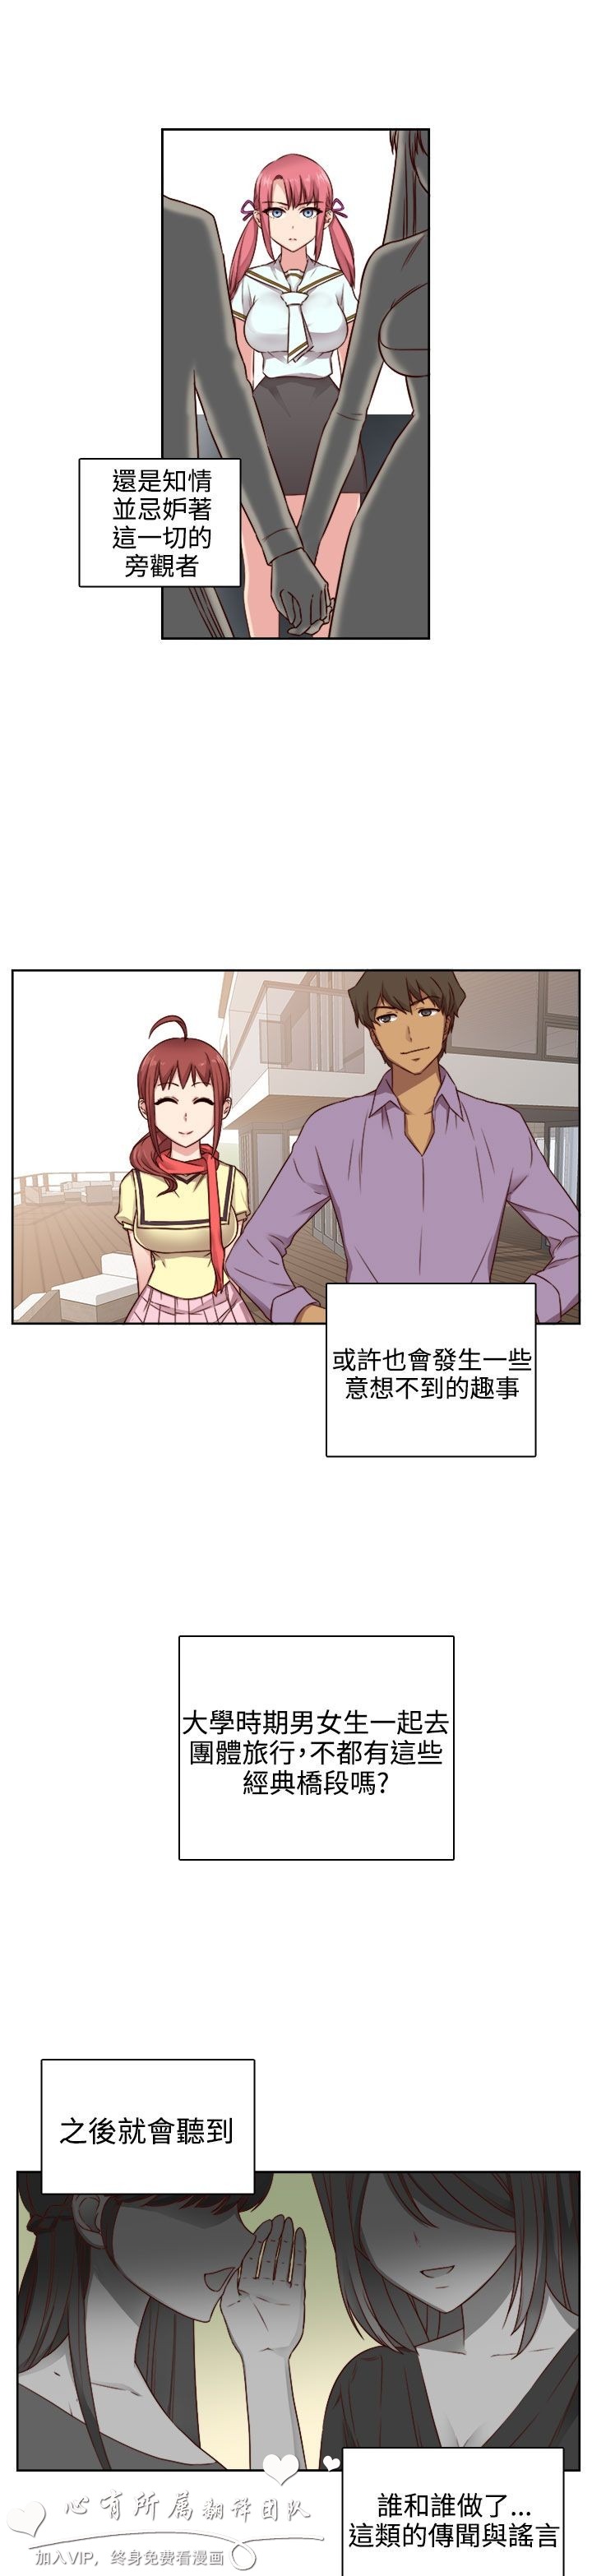 還是知情
並忌妒著
這一切的
旁觀者
或許也會發生一些
意想不到的趣事
大學時期男女生一起去
團體旅行，不都有這些
經典橋段嗎？
之後就會聽到
誰和誰做了...
這類的傳聞與謠言
心有所属翻译团队
加入VIP，终身免费看漫画